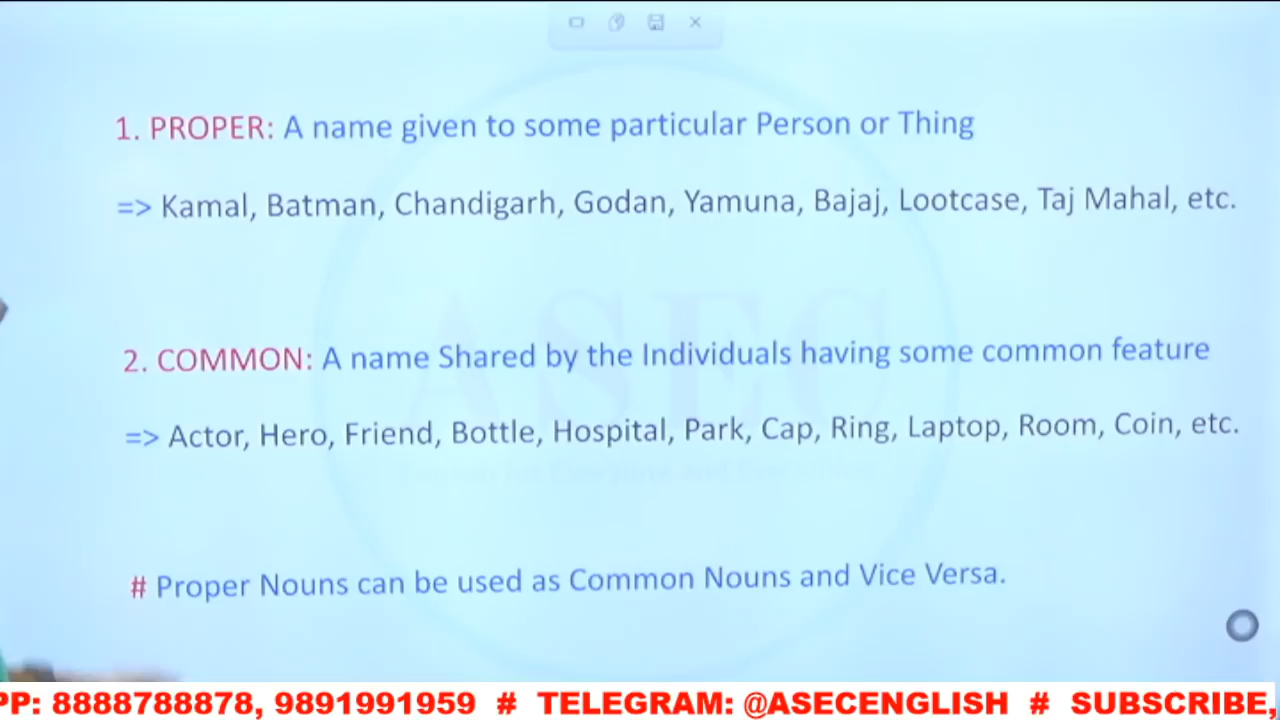 1. PROPER: A name given to some particular Person or Thing
=> Kamal, Batman, Chandigarh, Godan, Yamuna, Bajaj, Lootcase, Taj Mahal, etc.
ASEC
2. COMMON: A name Shared by the Individuals having some common feature
=> Actor, Hero, Friend, Bottle, Hospital, Park, Cap, Ring, Laptop, Room, Coin, etc.
# Proper Nouns can be used as Common Nouns and Vice Versa.
PP: 8888788878, 9891991959 # TELEGRAM: @ASECENGLISH # SUBSCRIBE,